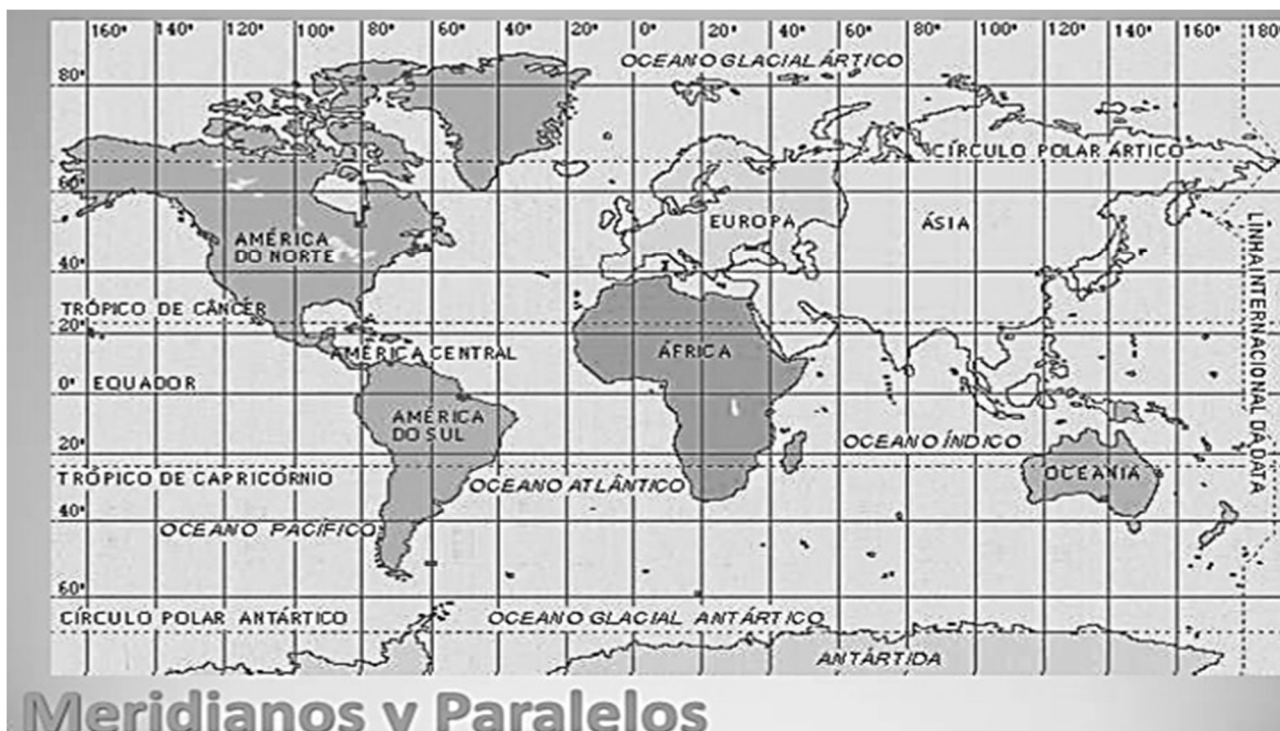 160° 140° 120° 100° 80° 60° 40° 20° 0° 20° 40° 60° 80° 100° 120° 140° 160° 180°
OCEANO GLACIAL ÁRTICO
80°
CÍRCULO POLAR ÁRTICO
60°
EUROPA ÁSIA
AMÉRICA
DO NORTE
LINHA INTERNACIONAL DA DATA
40°
TRÓPICO DE CÂNCER
20°
AMÉRICA CENTRAL ÁFRICA
0° EQUADOR
AMÉRICA
DO SUL
OCEANO ÍNDICO
20°
TRÓPICO DE CAPRICÓRNIO OCEANO ATLÂNTICO OCEANIA
40°
OCEANO PACÍFICO
60°
CÍRCULO POLAR ANTÁRTICO OCEANO GLACIAL ANTÁRTICO
ANTÁRTIDA
Meridianos y Paralelos